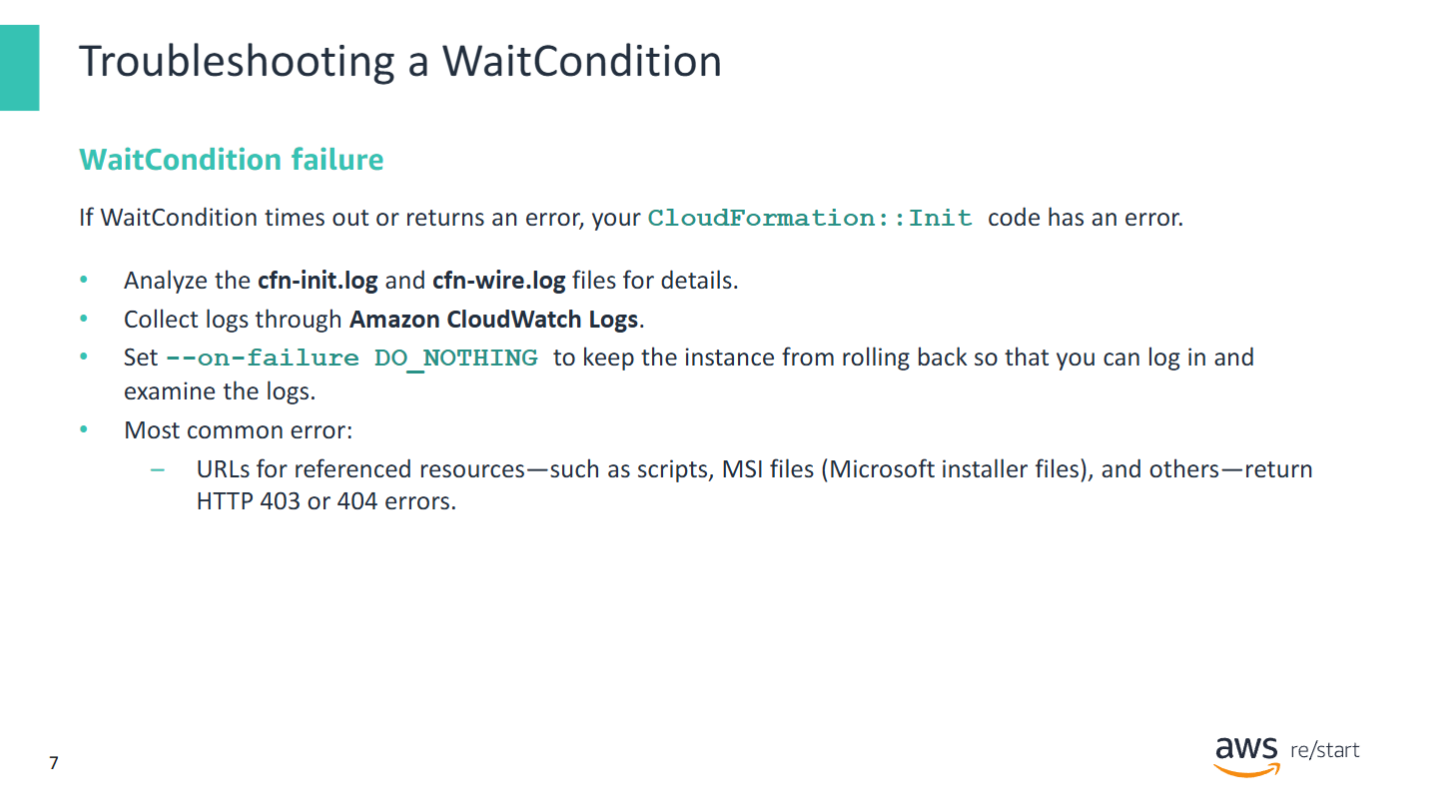 Troubleshooting a WaitCondition
WaitCondition failure
If WaitCondition times out or returns an error, your CloudFormation::Init code has an error.
• Analyze the cfn-init.log and cfn-wire.log files for details.
• Collect logs through Amazon CloudWatch Logs.
• Set --on-failure DO_NOTHING to keep the instance from rolling back so that you can log in and
examine the logs.
• Most common error:
– URLs for referenced resources—such as scripts, MSI files (Microsoft installer files), and others—return
HTTP 403 or 404 errors.
7
aws re/start